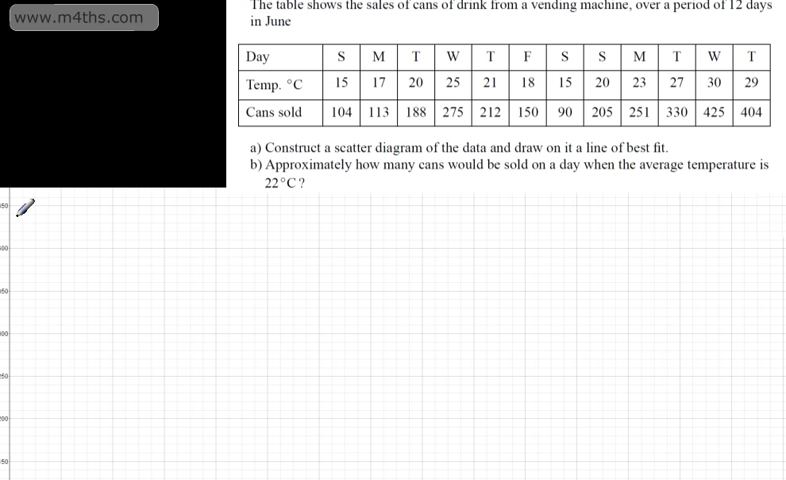 www.m4ths.com
The table shows the sales of cans of drink from a vending machine, over a period of 12 days
in June
Day S M T W T F S S M T W T
Temp. °C 15 17 20 25 21 18 15 20 23 27 30 29
Cans sold 104 113 188 275 212 150 90 205 251 330 425 404
a) Construct a scatter diagram of the data and draw on it a line of best fit.
b) Approximately how many cans would be sold on a day when the average temperature is
22°C?